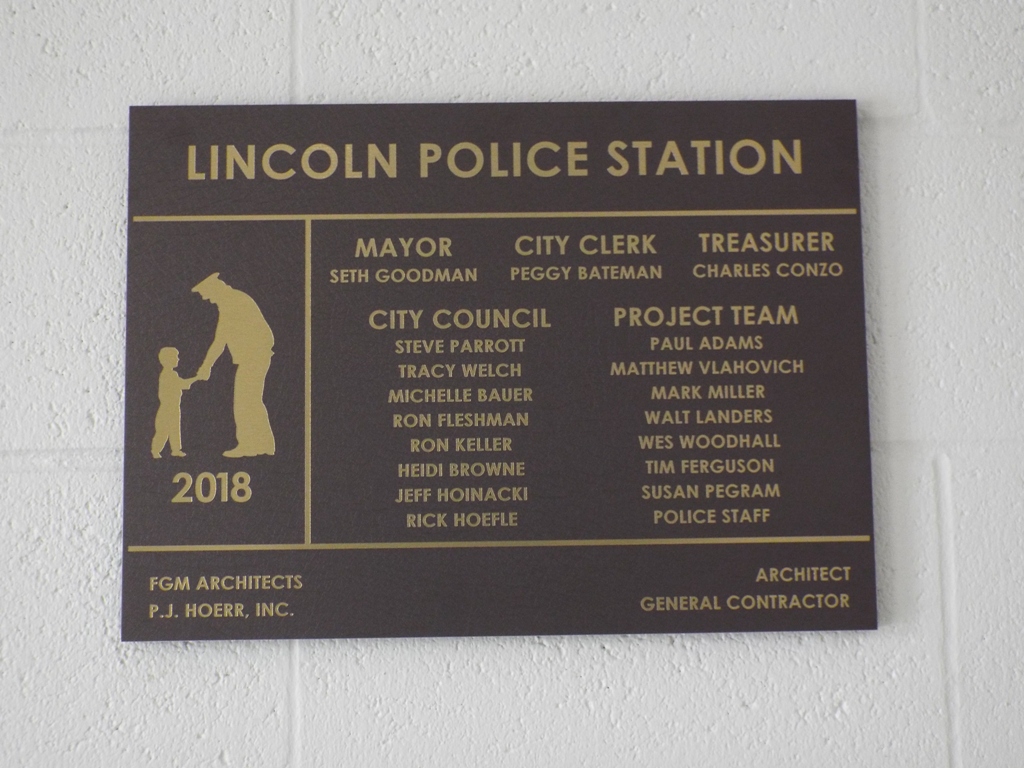 LINCOLN POLICE STATION
MAYOR
SETH GOODMAN
CITY CLERK
PEGGY BATEMAN
TREASURER
CHARLES CONZO
CITY COUNCIL
STEVE PARROTT
TRACY WELCH
MICHELLE BAUER
RON FLESHMAN
RON KELLER
HEIDI BROWNE
JEFF HOINACKI
RICK HOEFLE
PROJECT TEAM
PAUL ADAMS
MATTHEW VLAHOVICH
MARK MILLER
WALT LANDERS
WES WOODHALL
TIM FERGUSON
SUSAN PEGRAM
POLICE STAFF
2018
FGM ARCHITECTS ARCHITECT
P.J. HOERR, INC. GENERAL CONTRACTOR